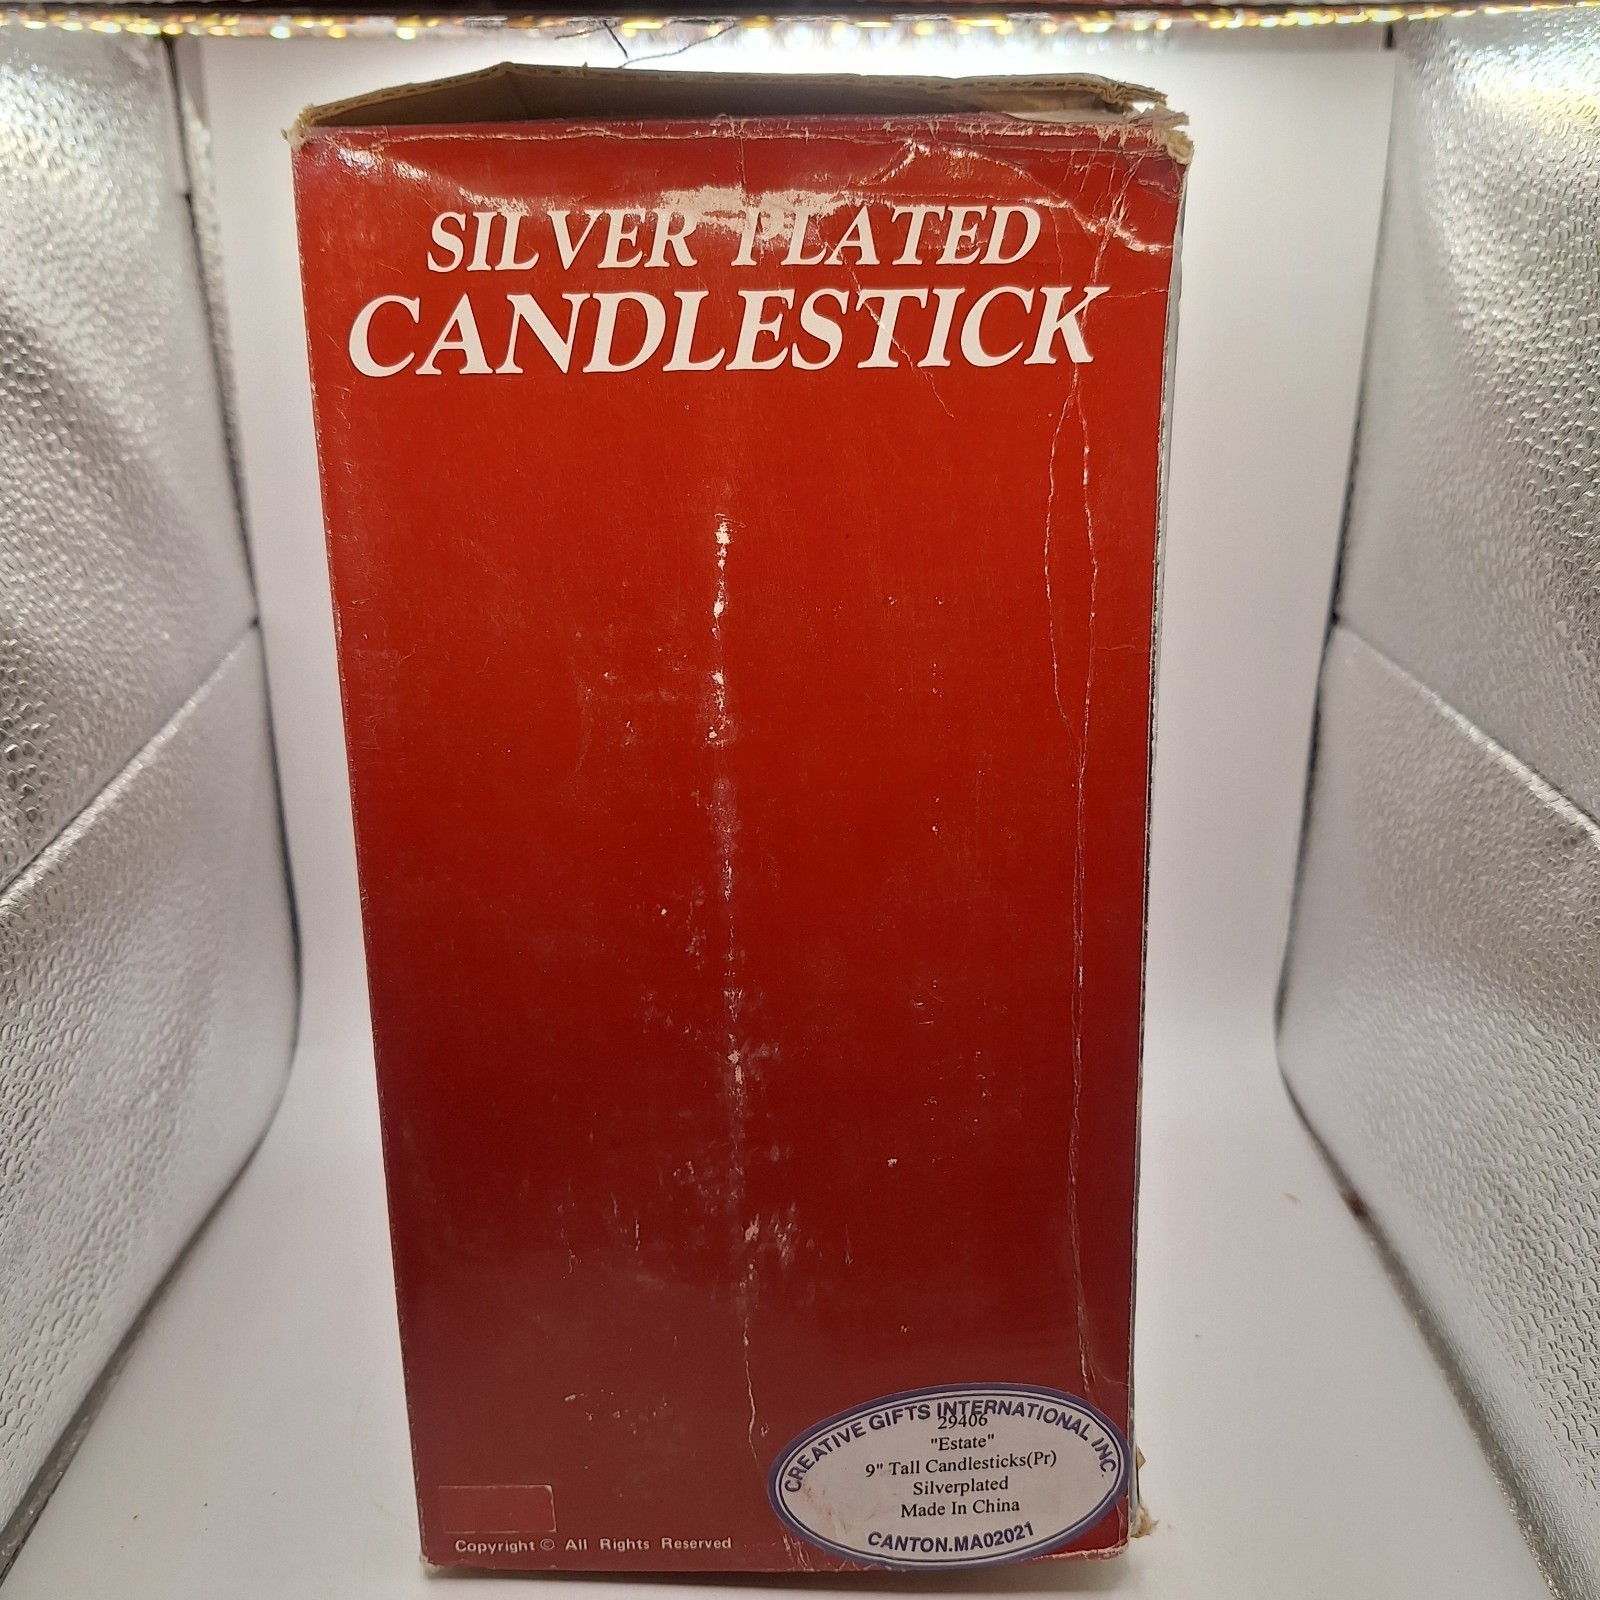 SILVER PLATED
CANDLESTICK
CREATIVE GIFTS INTERNATIONAL INC.
29406
"Estate"
9" Tall Candlesticks(Pr)
Silverplated
Made In China
CANTON.MA02021
Copyright © All Rights Reserved